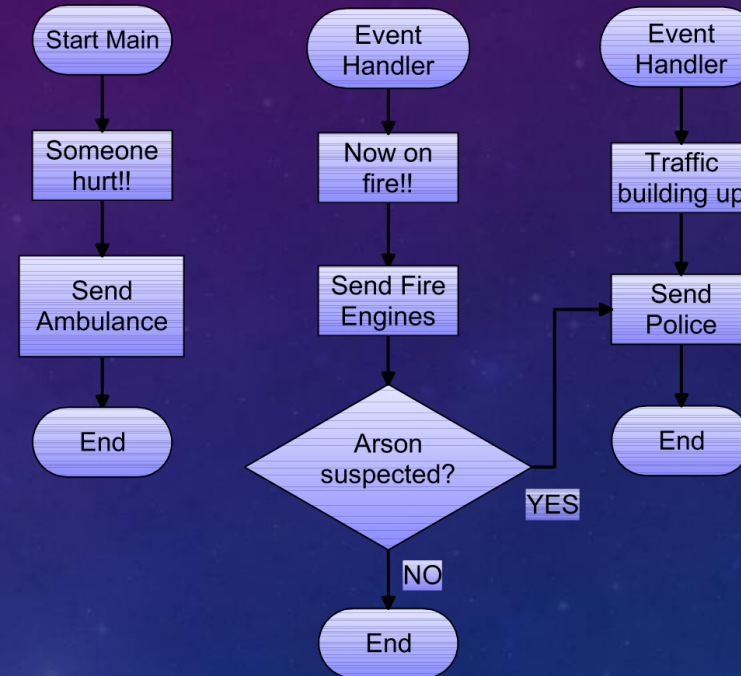 Start Main
Someone
hurt!!
Send
Ambulance
End
Event
Handler
Now on
fire!!
Send Fire
Engines
Arson
suspected?
YES
NO
End
Event
Handler
Traffic
building up
Send
Police
End